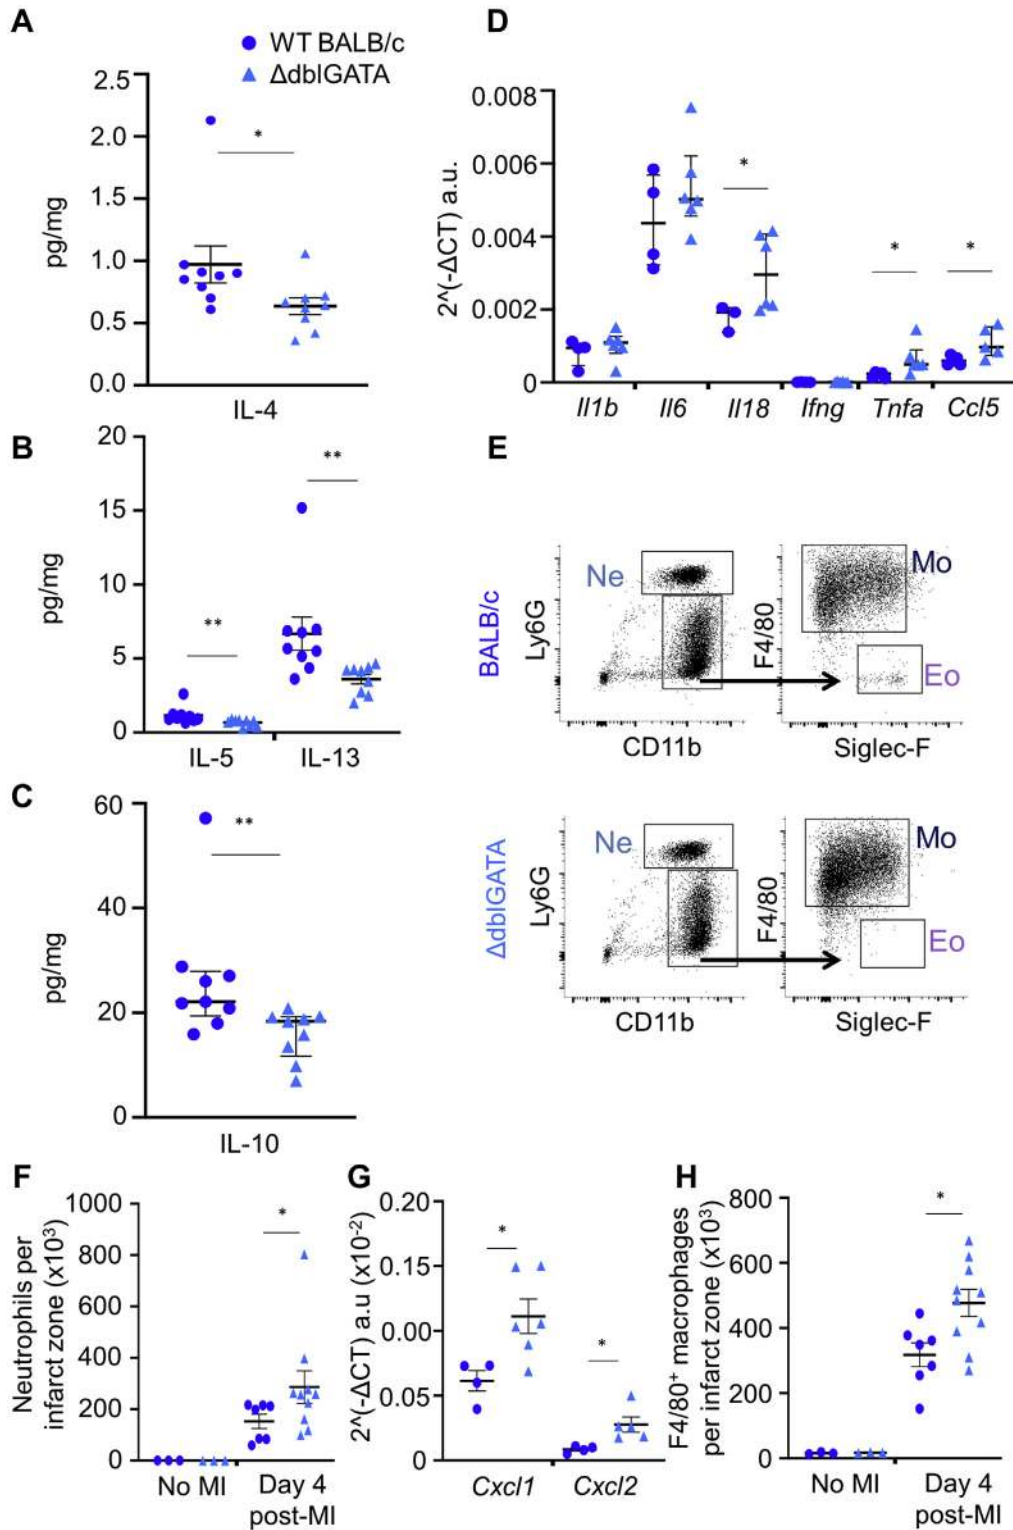 A
WT BALB/c
ΔdblGATA
2.5
2.0
1.5
1.0
0.5
0.0
pg/mg
*
IL-4
B
20
15
10
5
0
pg/mg
**
**
IL-5 IL-13
C
60
40
20
0
pg/mg
**
IL-10
D
0.008
0.006
0.004
0.002
0
2^(-ΔCT) a.u.
*
*
*
Il1b Il6 Il18 Ifng Tnfa Ccl5
E
BALB/c
Ne
Ly6G
CD11b
Mo
F4/80
Eo
Siglec-F
ΔdblGATA
Ne
Ly6G
CD11b
Mo
F4/80
Eo
Siglec-F
F
Neutrophils per
infarct zone (x10³)
1000
800
600
400
200
0
*
No MI Day 4
post-MI
G
2^(-ΔCT) a.u (x10⁻²)
0.20
0.15
0.00
0.05
0
*
*
Cxcl1 Cxcl2
H
F4/80⁺ macrophages
per infarct zone (x10³)
800
600
400
200
0
*
No MI Day 4
post-MI